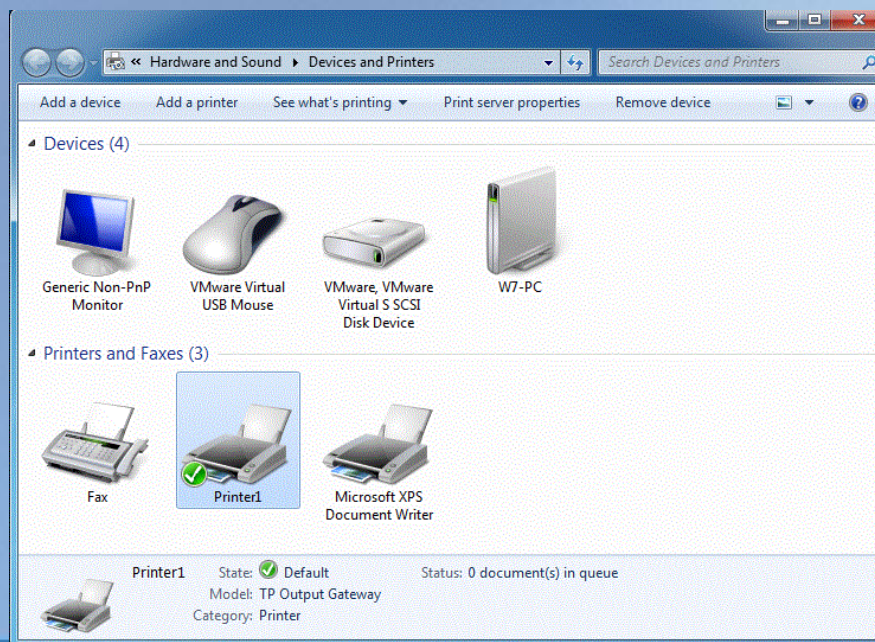 « Hardware and Sound ▸ Devices and Printers
Search Devices and Printers
Add a device Add a printer See what's printing Print server properties Remove device
Devices (4)
Generic Non-PnP
Monitor
VMware Virtual
USB Mouse
VMware, VMware
Virtual S SCSI
Disk Device
W7-PC
Printers and Faxes (3)
Fax
Printer1
Microsoft XPS
Document Writer
Printer1 State: Default Status: 0 document(s) in queue
Model: TP Output Gateway
Category: Printer